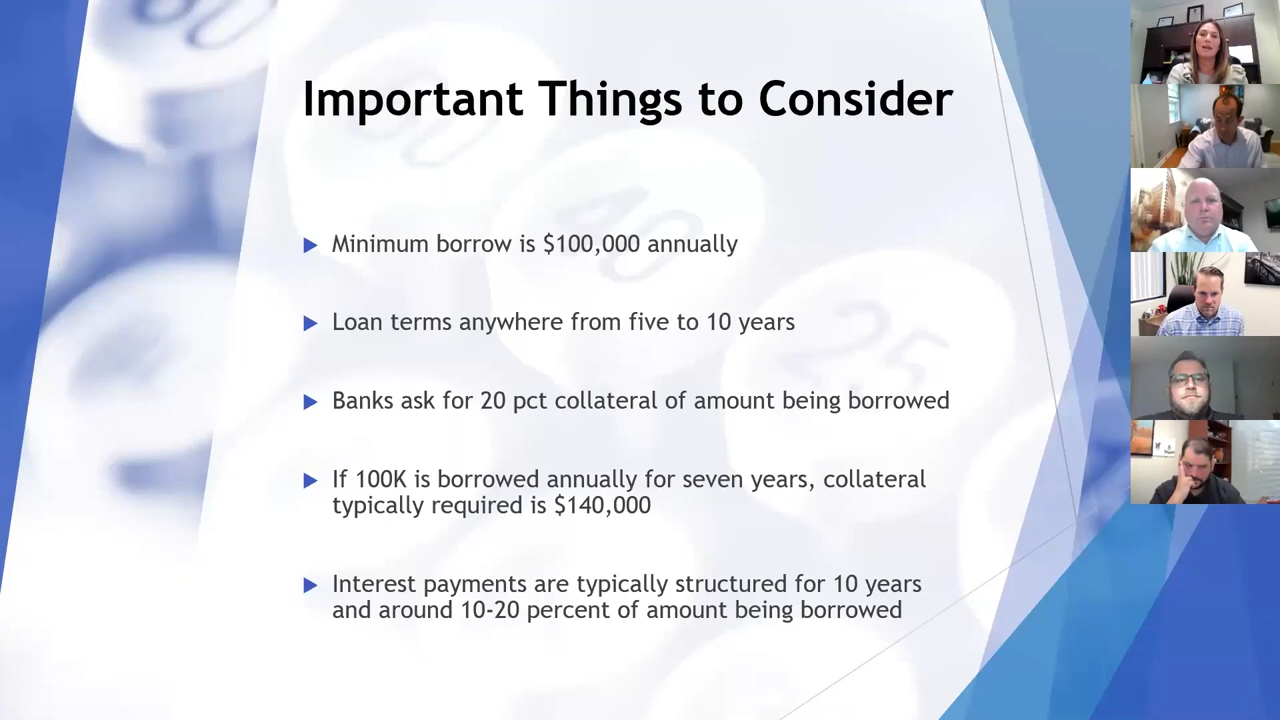 Important Things to Consider
Minimum borrow is $100,000 annually
Loan terms anywhere from five to 10 years
Banks ask for 20 pct collateral of amount being borrowed
If 100K is borrowed annually for seven years, collateral
typically required is $140,000
Interest payments are typically structured for 10 years
and around 10-20 percent of amount being borrowed
60
40
25